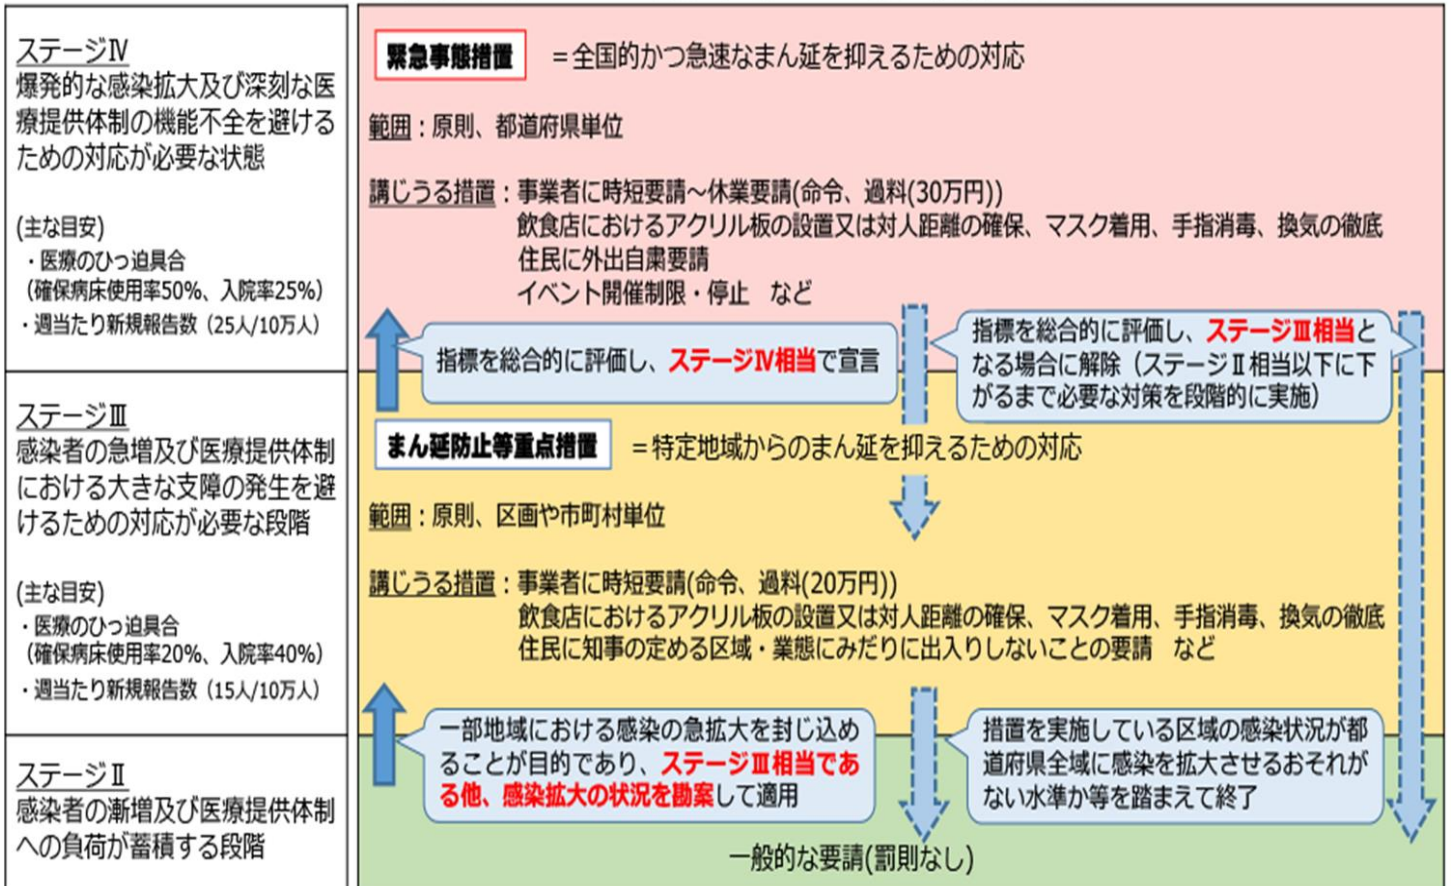 ステージⅣ
爆発的な感染拡大及び深刻な医
療提供体制の機能不全を避ける
ための対応が必要な状態
(主な目安)
・医療のひっ迫具合
(確保病床使用率50%、入院率25%)
・週当たり新規報告数（25人/10万人）
ステージⅢ
感染者の急増及び医療提供体制
における大きな支障の発生を避
けるための対応が必要な段階
(主な目安)
・医療のひっ迫具合
(確保病床使用率20%、入院率40%)
・週当たり新規報告数（15人/10万人）
ステージⅡ
感染者の漸増及び医療提供体制
への負荷が蓄積する段階
緊急事態措置 ＝全国的かつ急速なまん延を抑えるための対応
範囲：原則、都道府県単位
講じうる措置：事業者に時短要請～休業要請(命令、過料(30万円))
飲食店におけるアクリル板の設置又は対人距離の確保、マスク着用、手指消毒、換気の徹底
住民に外出自粛要請
イベント開催制限・停止　など
指標を総合的に評価し、ステージⅣ相当で宣言
指標を総合的に評価し、ステージⅢ相当と
なる場合に解除（ステージⅡ相当以下に下
がるまで必要な対策を段階的に実施）
まん延防止等重点措置 ＝特定地域からのまん延を抑えるための対応
範囲：原則、区画や市町村単位
講じうる措置：事業者に時短要請(命令、過料(20万円))
飲食店におけるアクリル板の設置又は対人距離の確保、マスク着用、手指消毒、換気の徹底
住民に知事の定める区域・業態にみだりに出入りしないことの要請　など
一部地域における感染の急拡大を封じ込め
ることが目的であり、ステージⅢ相当であ
る他、感染拡大の状況を勘案して適用
措置を実施している区域の感染状況が都
道府県全域に感染を拡大させるおそれが
ない水準か等を踏まえて終了
一般的な要請(罰則なし)